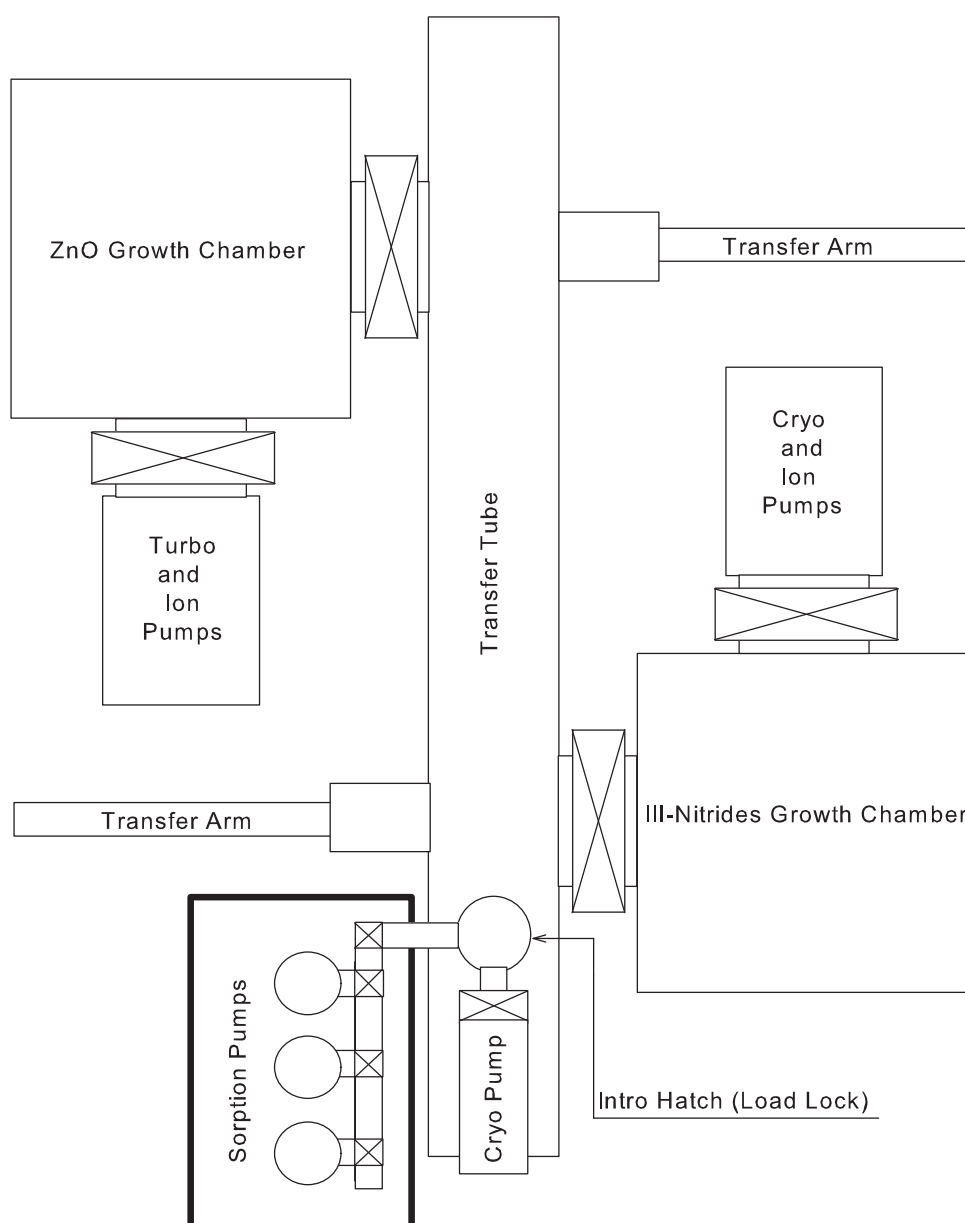 ZnO Growth Chamber
Transfer Arm
Cryo
and
Ion
Pumps
Turbo
and
Ion
Pumps
Transfer Tube
Transfer Arm
III-Nitrides Growth Chamber
Sorption Pumps
Cryo Pump
Intro Hatch (Load Lock)